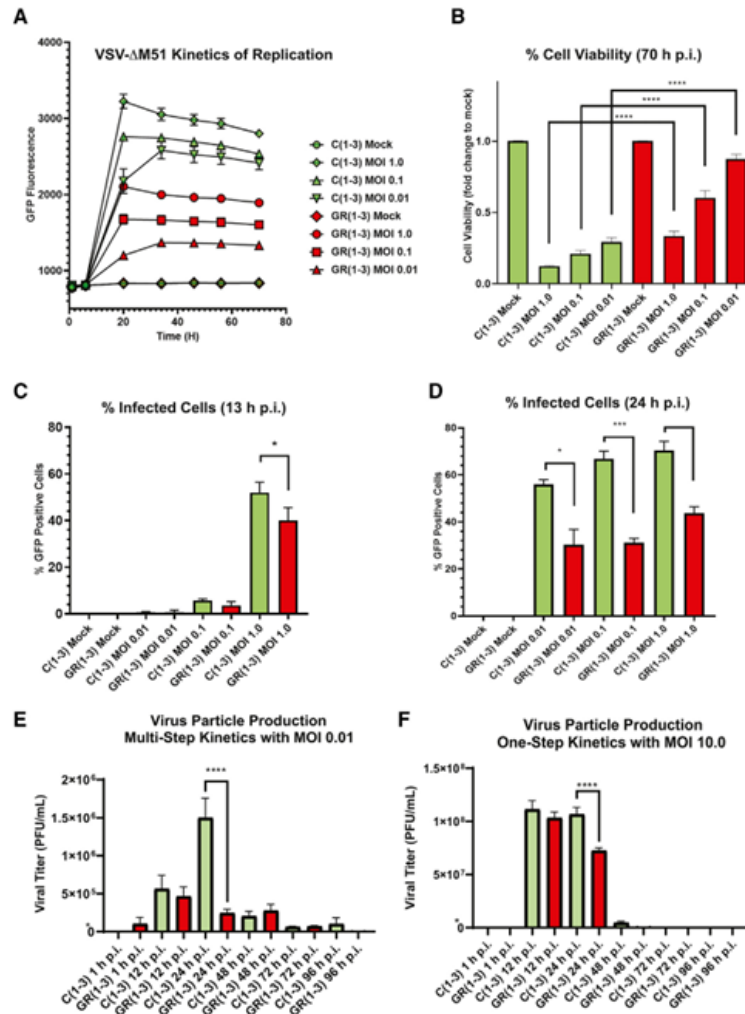 A
VSV-ΔM51 Kinetics of Replication
GFP Fluorescence
4000
3000
2000
1000
0
20
40
60
80
Time (H)
C(1-3) Mock
C(1-3) MOI 1.0
C(1-3) MOI 0.1
C(1-3) MOI 0.01
GR(1-3) Mock
GR(1-3) MOI 1.0
GR(1-3) MOI 0.1
GR(1-3) MOI 0.01
B
% Cell Viability (70 h p.i.)
Cell Viability (fold change to mock)
1.0
0.5
0.0
****
****
****
C(1-3) Mock
C(1-3) MOI 1.0
C(1-3) MOI 0.1
C(1-3) MOI 0.01
GR(1-3) Mock
GR(1-3) MOI 1.0
GR(1-3) MOI 0.1
GR(1-3) MOI 0.01
C
% Infected Cells (13 h p.i.)
% GFP Positive Cells
80
60
40
20
0
*
C(1-3) Mock
GR(1-3) Mock
C(1-3) MOI 0.01
GR(1-3) MOI 0.01
C(1-3) MOI 0.1
GR(1-3) MOI 0.1
C(1-3) MOI 1.0
GR(1-3) MOI 1.0
D
% Infected Cells (24 h p.i.)
% GFP Positive Cells
80
60
40
20
0
*
***
C(1-3) Mock
GR(1-3) Mock
C(1-3) MOI 0.01
GR(1-3) MOI 0.01
C(1-3) MOI 0.1
GR(1-3) MOI 0.1
C(1-3) MOI 1.0
GR(1-3) MOI 1.0
E
Virus Particle Production
Multi-Step Kinetics with MOI 0.01
Viral Titer (PFU/mL)
2×10⁶
1.5×10⁶
1×10⁶
5×10⁵
****
C(1-3) 1 h p.i.
GR(1-3) 1 h p.i.
C(1-3) 12 h p.i.
GR(1-3) 12 h p.i.
C(1-3) 24 h p.i.
GR(1-3) 24 h p.i.
C(1-3) 48 h p.i.
GR(1-3) 48 h p.i.
C(1-3) 72 h p.i.
GR(1-3) 72 h p.i.
C(1-3) 96 h p.i.
GR(1-3) 96 h p.i.
F
Virus Particle Production
One-Step Kinetics with MOI 10.0
Viral Titer (PFU/mL)
1.5×10⁸
1×10⁸
5×10⁷
****
C(1-3) 1 h p.i.
GR(1-3) 1 h p.i.
C(1-3) 12 h p.i.
GR(1-3) 12 h p.i.
C(1-3) 24 h p.i.
GR(1-3) 24 h p.i.
C(1-3) 48 h p.i.
GR(1-3) 48 h p.i.
C(1-3) 72 h p.i.
GR(1-3) 72 h p.i.
C(1-3) 96 h p.i.
GR(1-3) 96 h p.i.